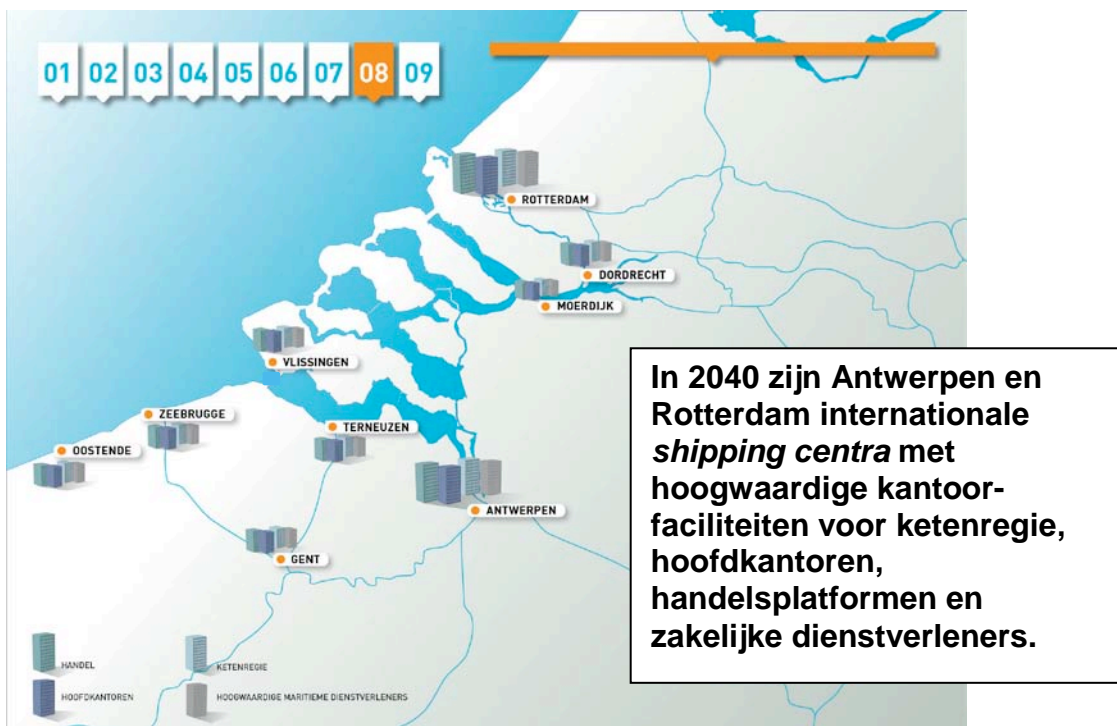 01 02 03 04 05 06 07 08 09
ROTTERDAM
DORDRECHT
MOERDIJK
VLISSINGEN
ZEEBRUGGE
TERNEUZEN
OOSTENDE
ANTWERPEN
GENT
In 2040 zijn Antwerpen en
Rotterdam internationale
shipping centra met
hoogwaardige kantoor-
faciliteiten voor ketenregie,
hoofdkantoren,
handelsplatformen en
zakelijke dienstverleners.
HANDEL
KETENREGIE
HOOFDKANTOREN
HOOGWAARDIGE MARITIEME DIENSTVERLENERS